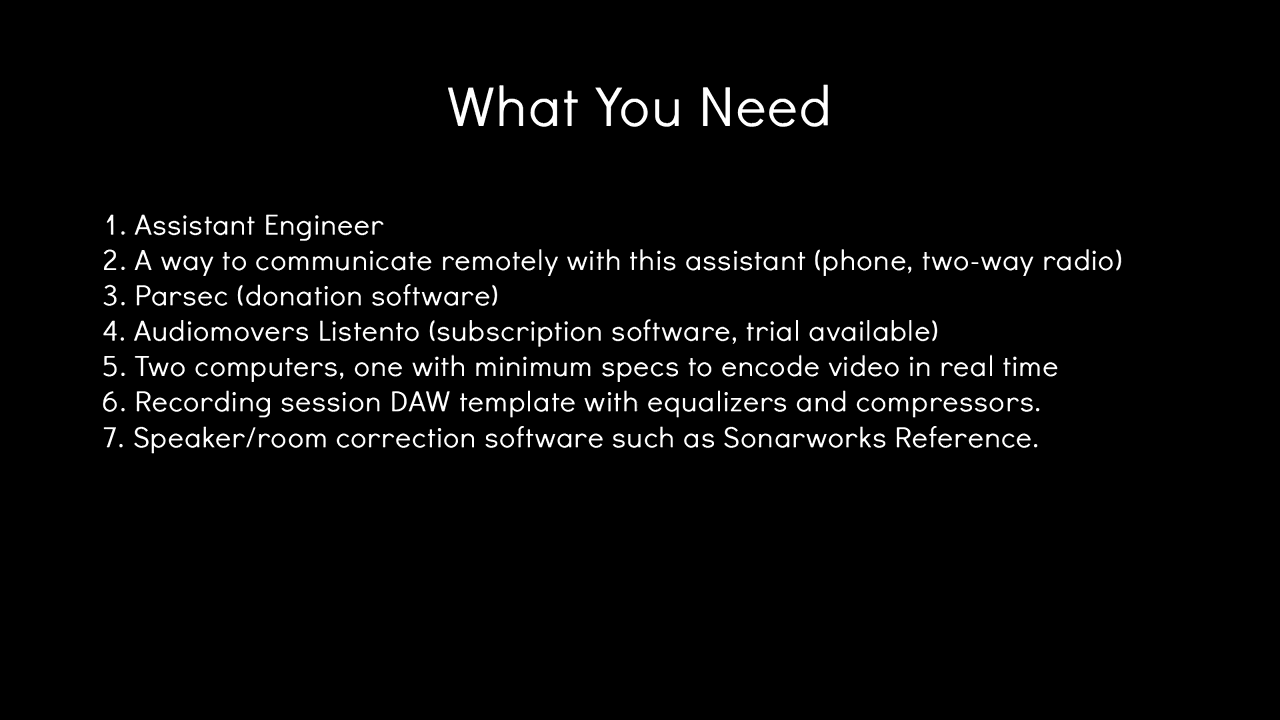 What You Need
1. Assistant Engineer
2. A way to communicate remotely with this assistant (phone, two-way radio)
3. Parsec (donation software)
4. Audiomovers Listento (subscription software, trial available)
5. Two computers, one with minimum specs to encode video in real time
6. Recording session DAW template with equalizers and compressors.
7. Speaker/room correction software such as Sonarworks Reference.